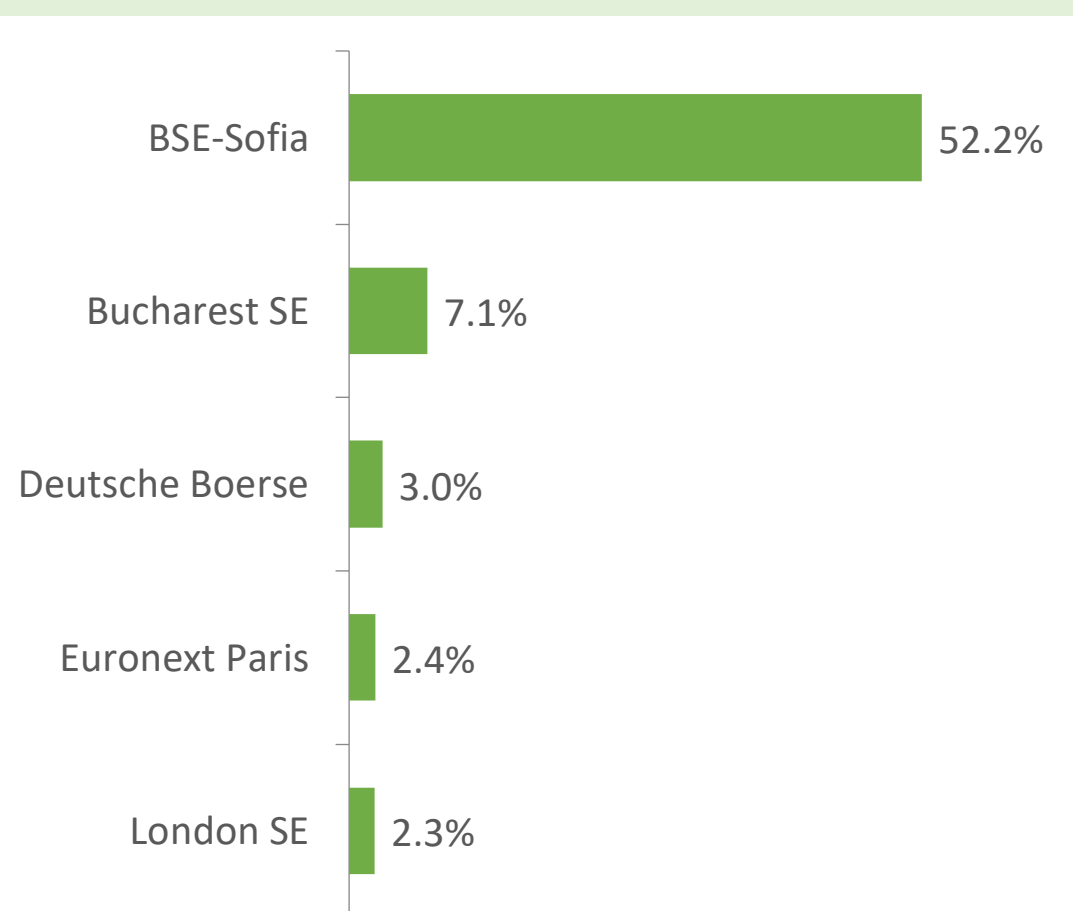 BSE-Sofia 52.2%
Bucharest SE 7.1%
Deutsche Boerse 3.0%
Euronext Paris 2.4%
London SE 2.3%